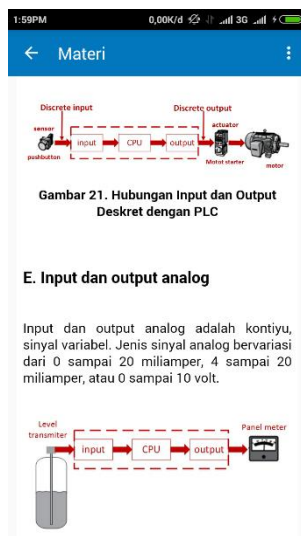 1:59PM 0,00K/d 3G
Materi
Discrete input Discrete output
sensor actuator
input CPU output
pushbutton Motot starter motor
Gambar 21. Hubungan Input dan Output
Deskret dengan PLC
E. Input dan output analog
Input dan output analog adalah kontiyu,
sinyal variabel. Jenis sinyal analog bervariasi
dari 0 sampai 20 miliamper, 4 sampai 20
miliamper, atau 0 sampai 10 volt.
Level
transmiter Panel meter
input CPU output